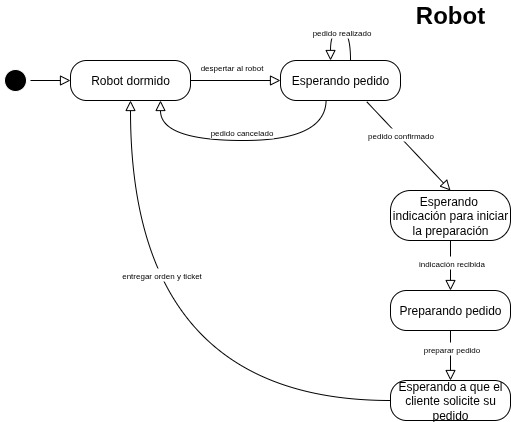 Robot
pedido realizado
despertar al robot
Robot dormido
Esperando pedido
pedido cancelado
pedido confirmado
Esperando
indicación para iniciar
la preparación
indicación recibida
entregar orden y ticket
Preparando pedido
preparar pedido
Esperando a que el
cliente solicite su
pedido